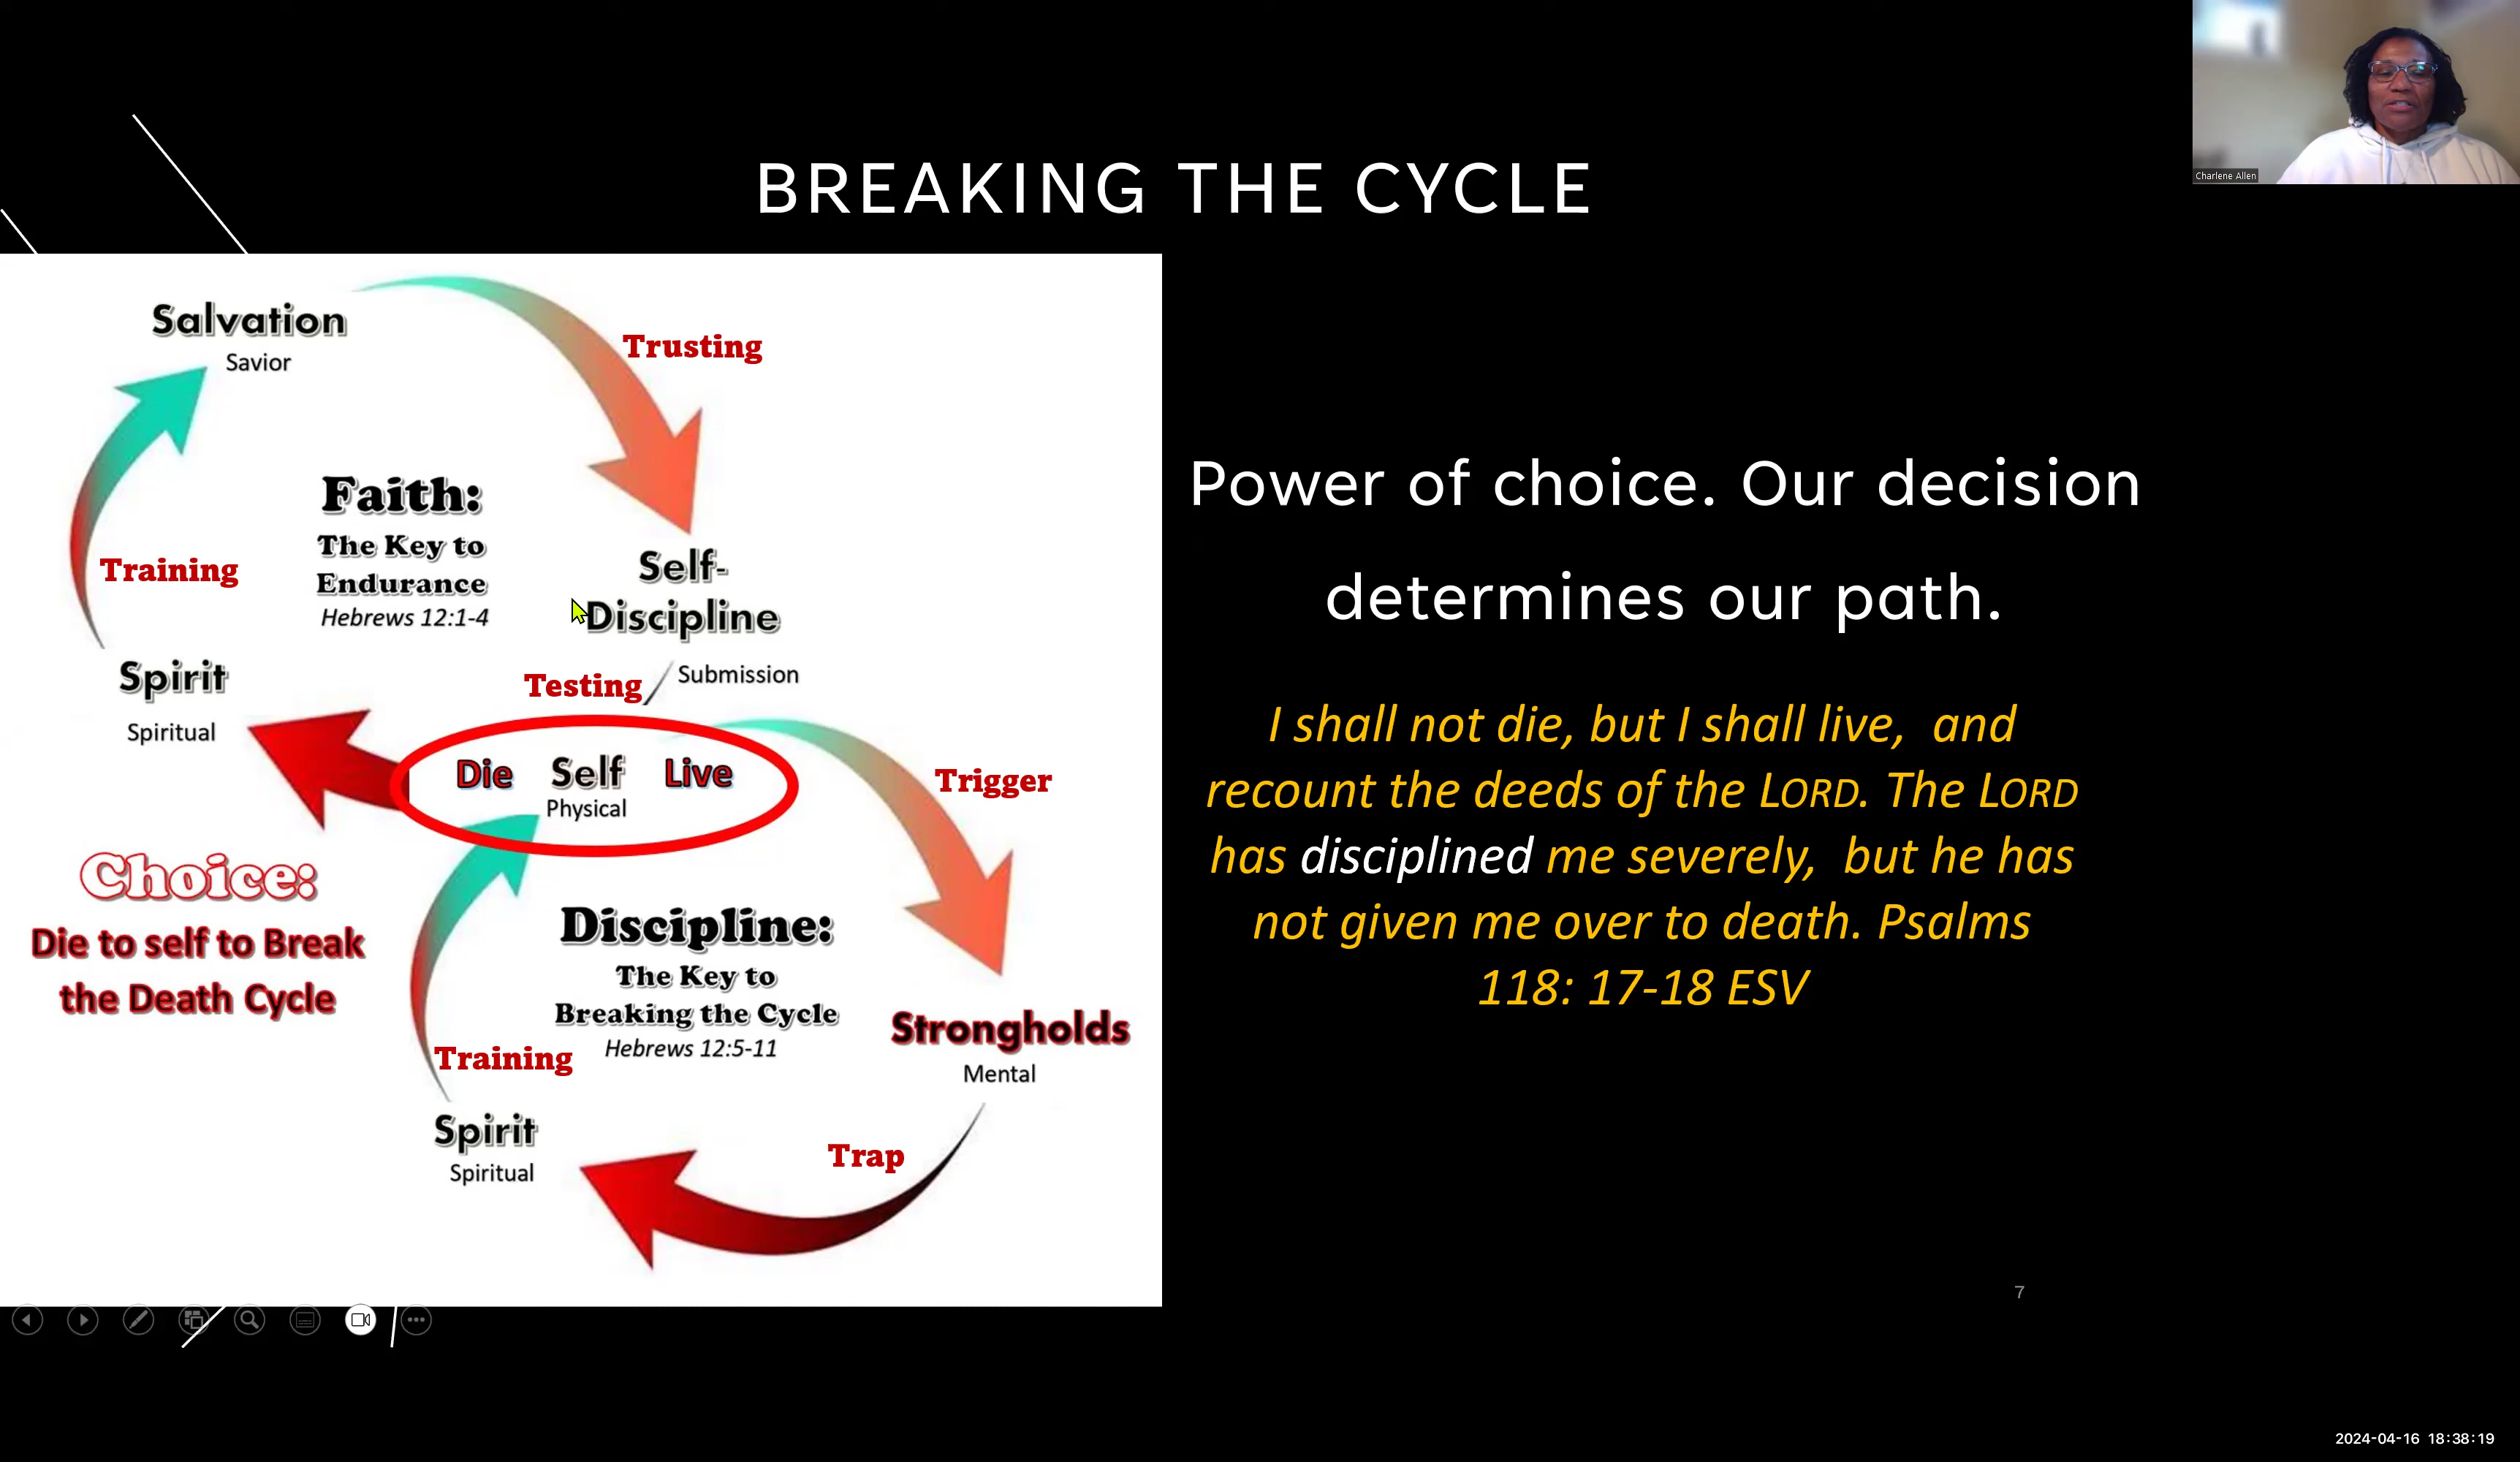 Charlene Allen
BREAKING THE CYCLE
Salvation
Savior
Trusting
Faith:
The Key to
Endurance
Hebrews 12:1-4
Training
Self-
Discipline
Submission
Testing
Spirit
Spiritual
Die Self Live
Physical
Trigger
Choice:
Die to self to Break
the Death Cycle
Discipline:
The Key to
Breaking the Cycle
Hebrews 12:5-11
Training
Strongholds
Mental
Spirit
Spiritual
Trap
Power of choice. Our decision
determines our path.
I shall not die, but I shall live, and
recount the deeds of the LORD. The LORD
has disciplined me severely, but he has
not given me over to death. Psalms
118: 17-18 ESV
7
2024-04-16 18:38:19